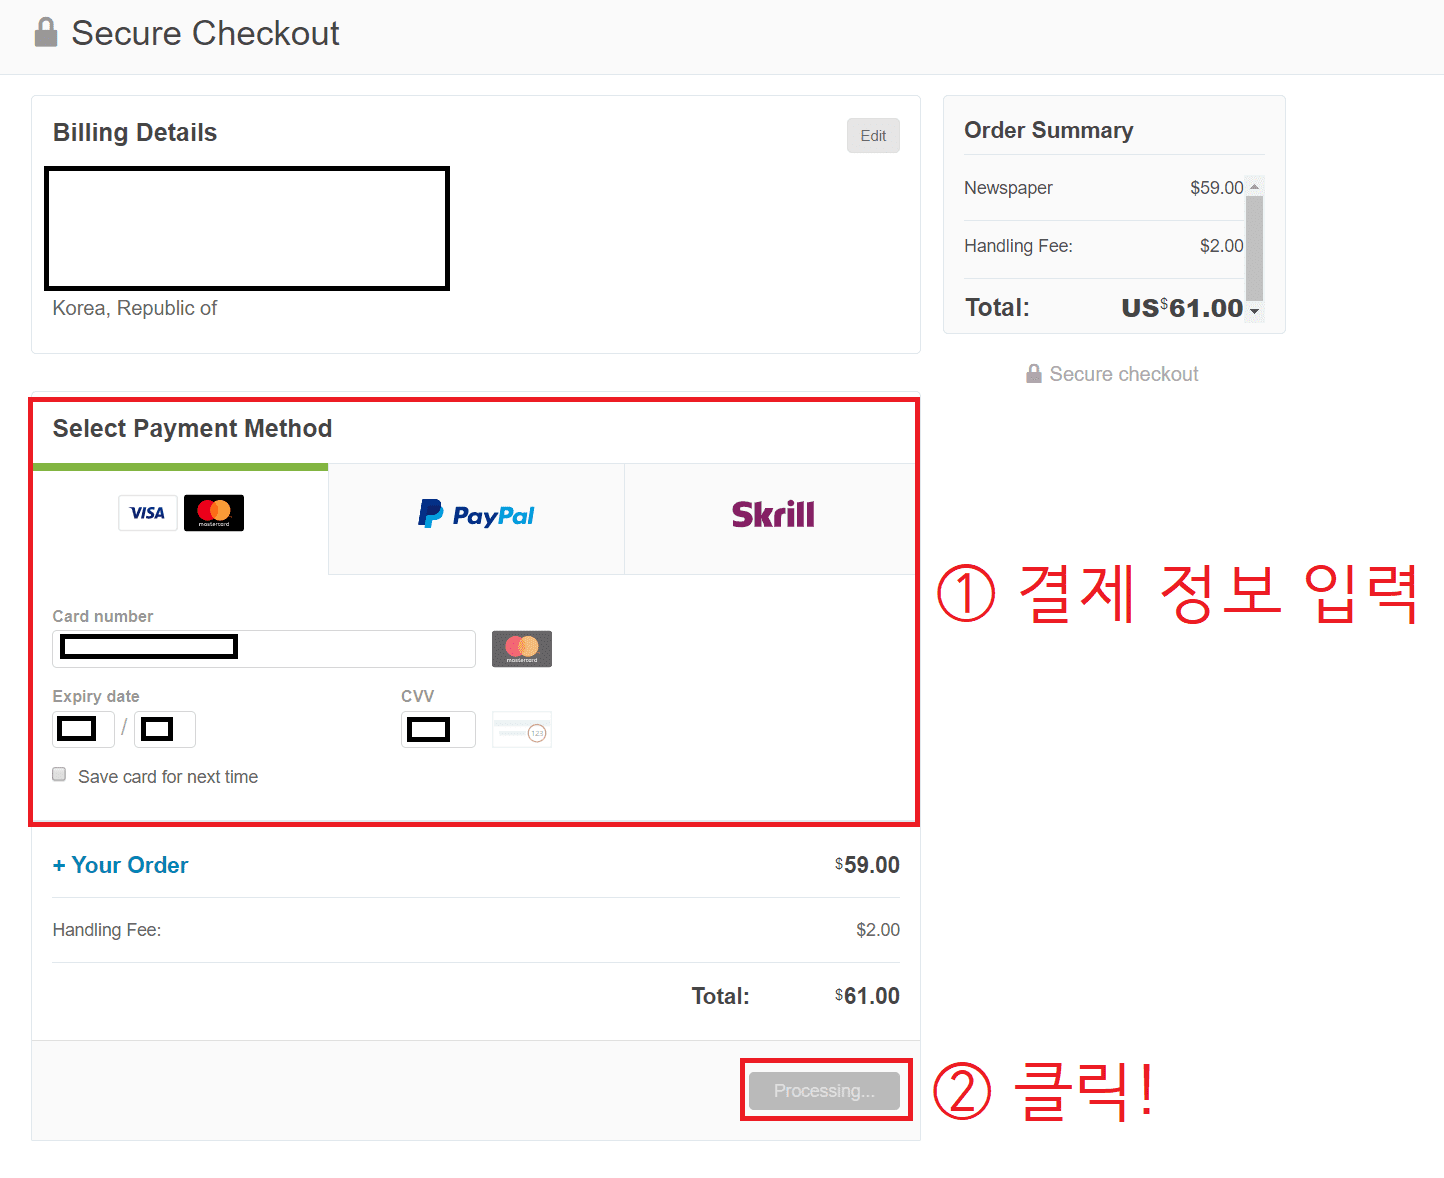 Secure Checkout
Billing Details
Edit
Korea, Republic of
Order Summary
Newspaper $59.00
Handling Fee: $2.00
Total: US$61.00
Secure checkout
Select Payment Method
VISA mastercard PayPal Skrill
① 결제 정보 입력
Card number
mastercard
Expiry date CVV
/ 123
Save card for next time
+ Your Order $59.00
Handling Fee: $2.00
Total: $61.00
Processing...
② 클릭!